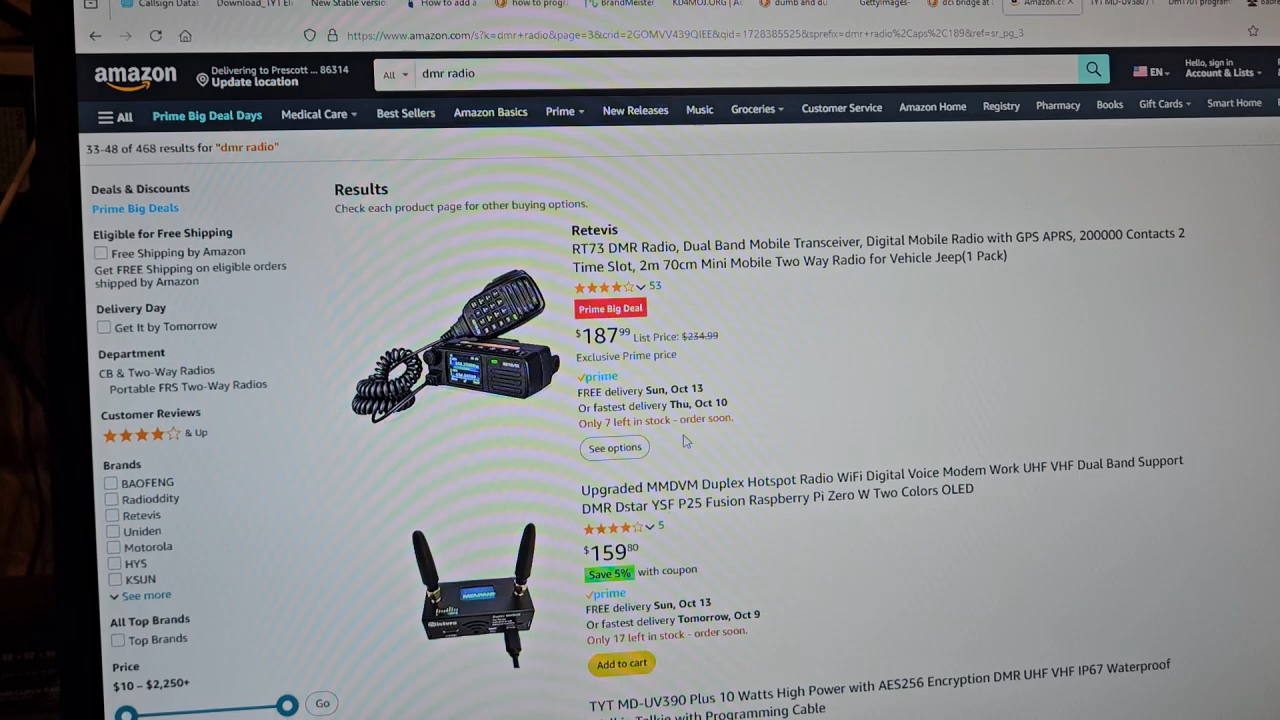 Callsign Data!
Download_TYT El
New Stable versio
How to add a
how to progr
BrandMeister
KD4MOJ.ORG | A
dumb and du
GettyImages-
dci bridge at
Amazon.c
TYT MD-UV380 /
Dm1701 program
https://www.amazon.com/s?k=dmr+radio&page=3&crid=2GOMVV439QIEE&qid=1728385525&sprefix=dmr+radio%2Caps%2C189&ref=sr_pg_3
amazon
Delivering to Prescott ... 86314
Update location
All
dmr radio
EN
Hello, sign in
Account & Lists
All
Prime Big Deal Days
Medical Care
Best Sellers
Amazon Basics
Prime
New Releases
Music
Groceries
Customer Service
Amazon Home
Registry
Pharmacy
Books
Gift Cards
Smart Home
33-48 of 468 results for "dmr radio"
Deals & Discounts
Prime Big Deals
Eligible for Free Shipping
Free Shipping by Amazon
Get FREE Shipping on eligible orders
shipped by Amazon
Delivery Day
Get It by Tomorrow
Department
CB & Two-Way Radios
Portable FRS Two-Way Radios
Customer Reviews
& Up
Brands
BAOFENG
Radioddity
Retevis
Uniden
Motorola
HYS
KSUN
See more
All Top Brands
Top Brands
Price
$10 – $2,250+
Go
Results
Check each product page for other buying options.
Retevis
RT73 DMR Radio, Dual Band Mobile Transceiver, Digital Mobile Radio with GPS APRS, 200000 Contacts 2
Time Slot, 2m 70cm Mini Mobile Two Way Radio for Vehicle Jeep(1 Pack)
53
Prime Big Deal
$187.99 List Price: $234.99
Exclusive Prime price
prime
FREE delivery Sun, Oct 13
Or fastest delivery Thu, Oct 10
Only 7 left in stock - order soon.
See options
Upgraded MMDVM Duplex Hotspot Radio WiFi Digital Voice Modem Work UHF VHF Dual Band Support
DMR Dstar YSF P25 Fusion Raspberry Pi Zero W Two Colors OLED
5
$159.80
Save 5% with coupon
prime
FREE delivery Sun, Oct 13
Or fastest delivery Tomorrow, Oct 9
Only 17 left in stock - order soon.
Add to cart
TYT MD-UV390 Plus 10 Watts High Power with AES256 Encryption DMR UHF VHF IP67 Waterproof
with Programming Cable